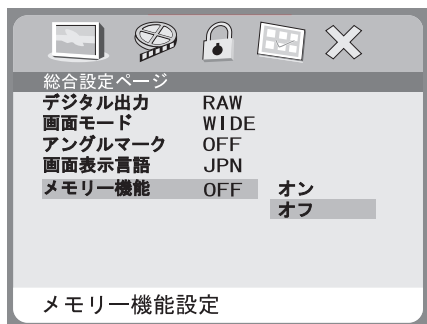 総合設定ページ
デジタル出力 RAW
画面モード WIDE
アングルマーク OFF
画面表示言語 JPN
メモリー機能 OFF オン
オフ
メモリー機能設定